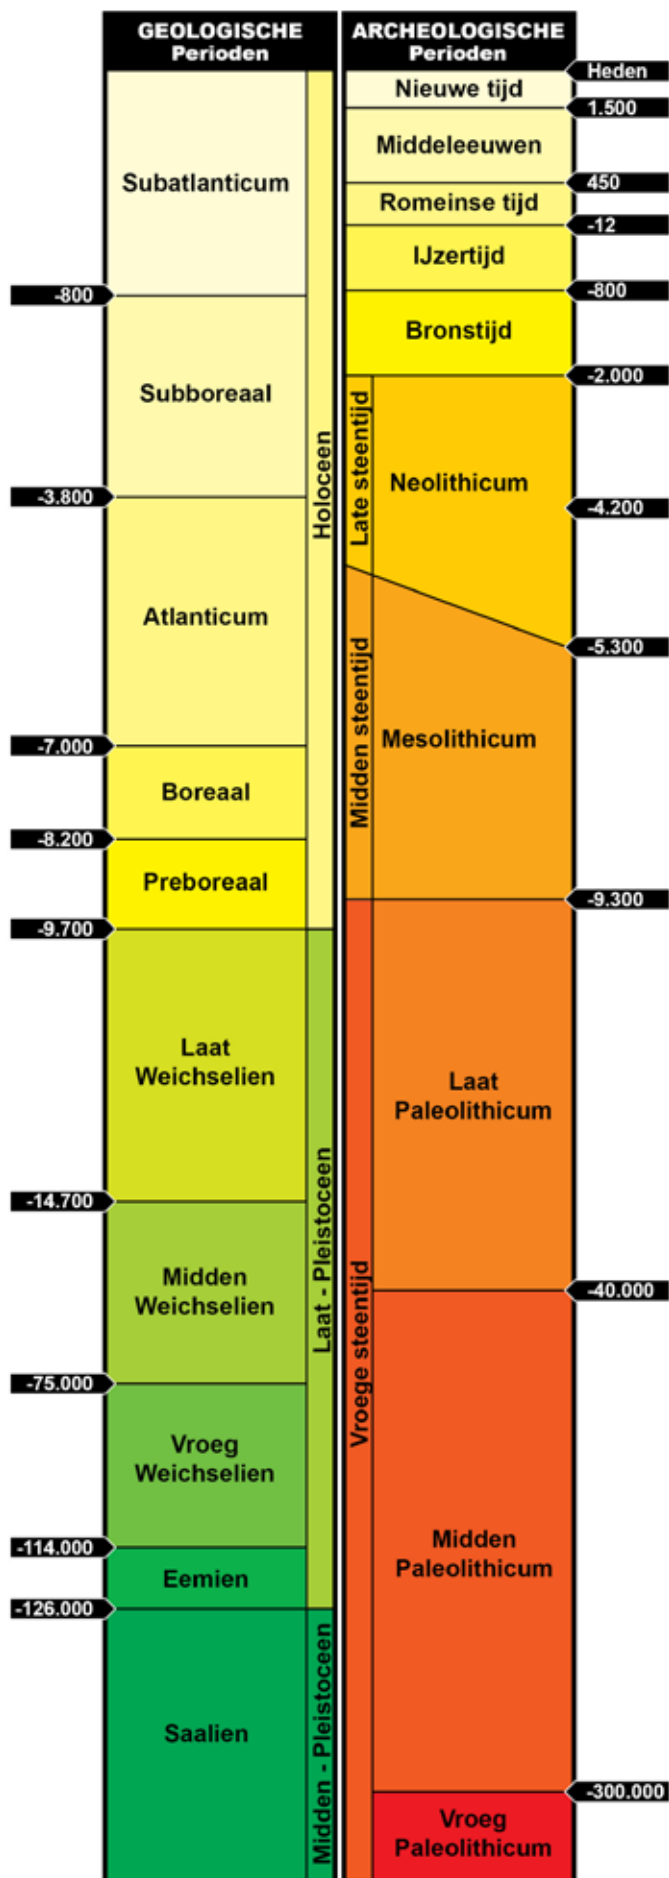 GEOLOGISCHE
Perioden
Subatlanticum
-800
Subboreaal
-3.800
Atlanticum
-7.000
Boreaal
-8.200
Preboreaal
-9.700
Laat
Weichselien
-14.700
Midden
Weichselien
-75.000
Vroeg
Weichselien
-114.000
Eemien
-126.000
Saalien
Holoceen
Laat - Pleistoceen
Midden - Pleistoceen
ARCHEOLOGISCHE
Perioden
Heden
Nieuwe tijd
1.500
Middeleeuwen
450
Romeinse tijd
-12
IJzertijd
-800
Bronstijd
-2.000
Late steentijd
Neolithicum
-4.200
-5.300
Midden steentijd
Mesolithicum
-9.300
Vroege steentijd
Laat
Paleolithicum
-40.000
Midden
Paleolithicum
-300.000
Vroeg
Paleolithicum